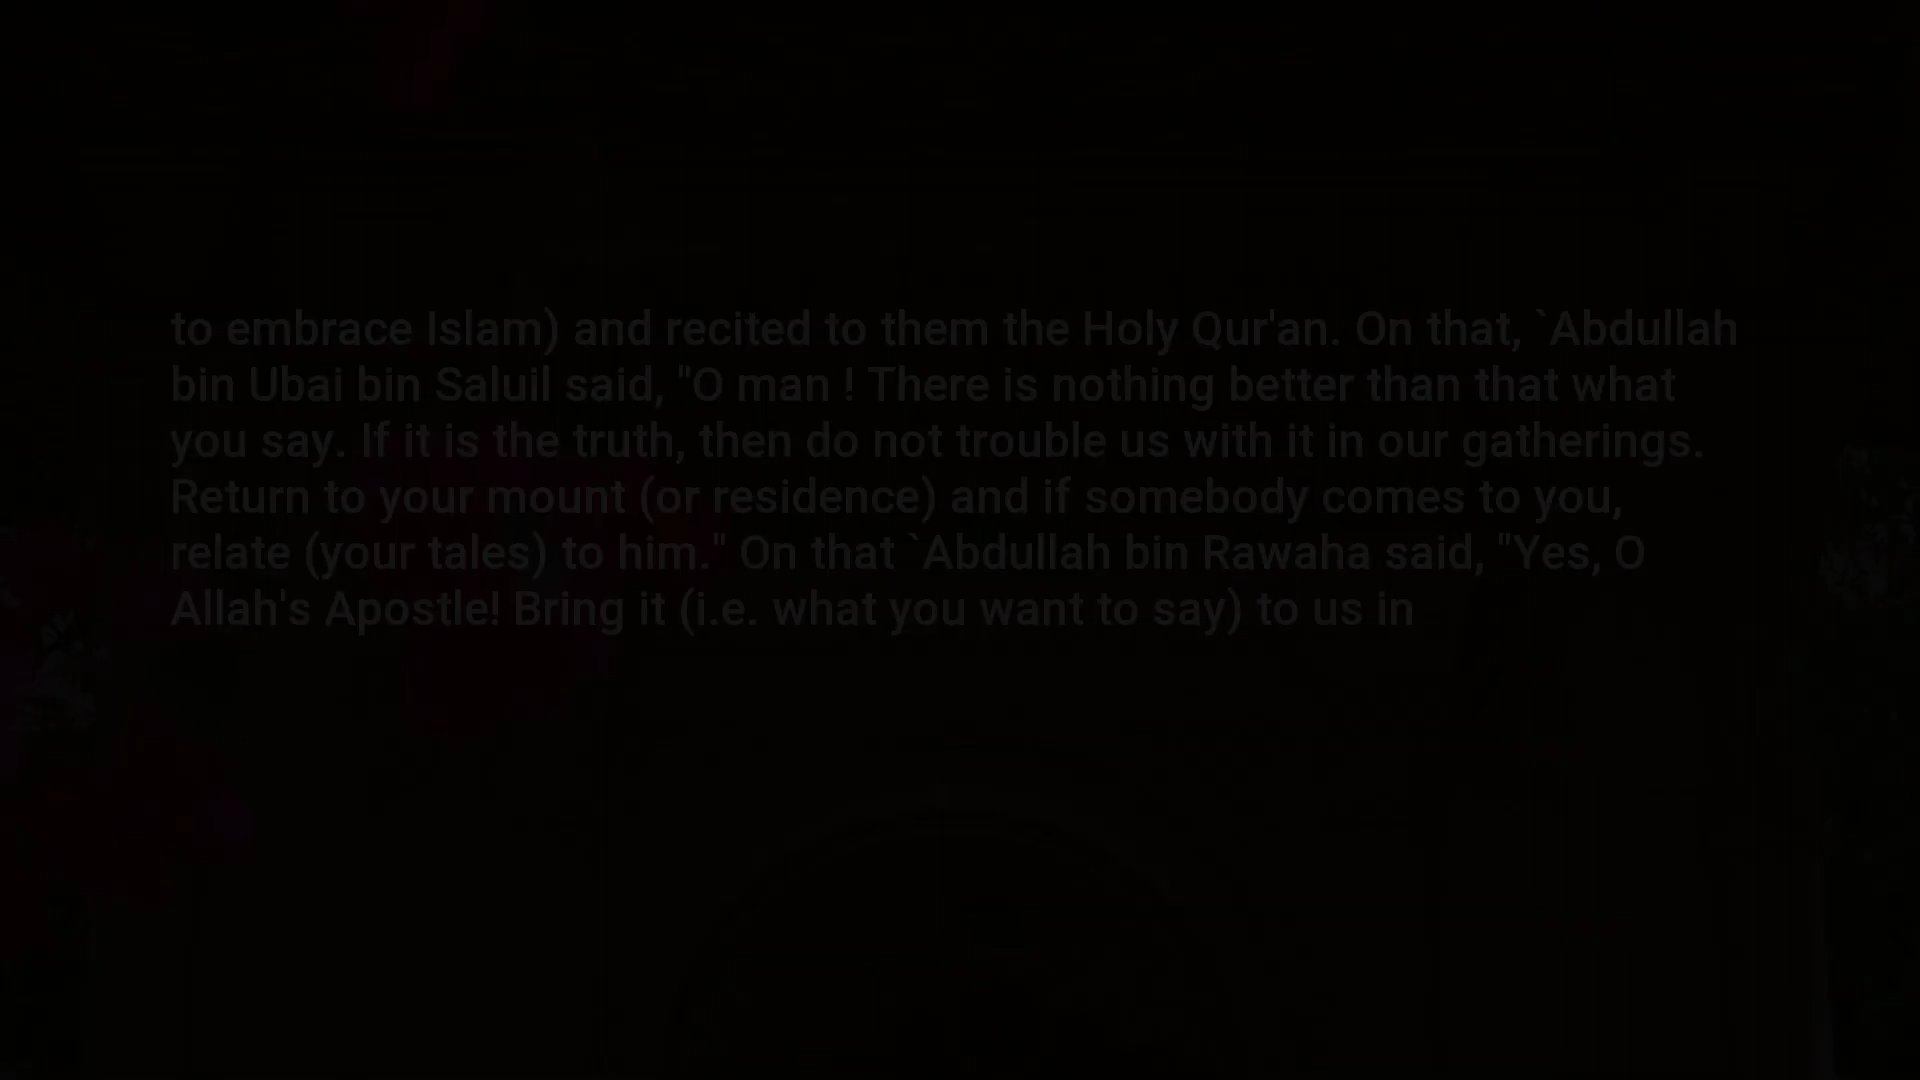 to embrace Islam) and recited to them the Holy Qur'an. On that, `Abdullah
bin Ubai bin Saluil said, "O man ! There is nothing better than that what
you say. If it is the truth, then do not trouble us with it in our gatherings.
Return to your mount (or residence) and if somebody comes to you,
relate (your tales) to him." On that `Abdullah bin Rawaha said, "Yes, O
Allah's Apostle! Bring it (i.e. what you want to say) to us in